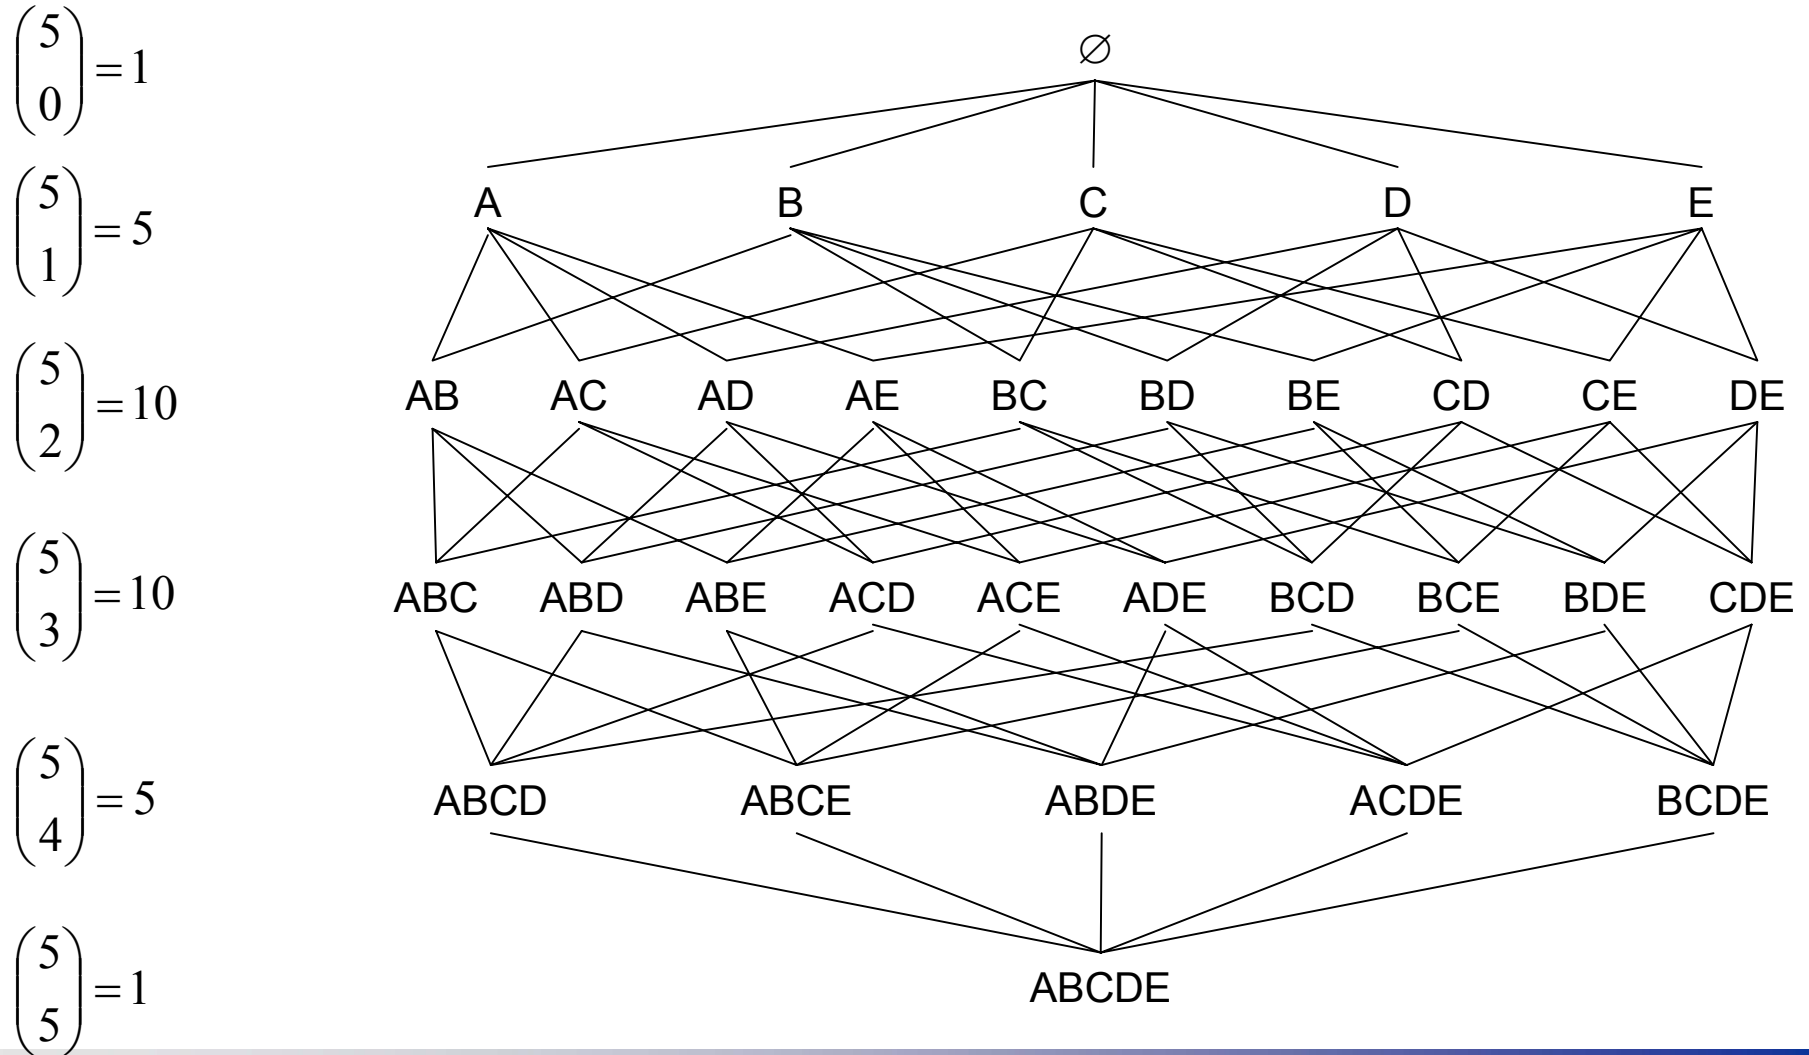 (5 0) = 1
∅
(5 1) = 5
A B C D E
(5 2) = 10
AB AC AD AE BC BD BE CD CE DE
(5 3) = 10
ABC ABD ABE ACD ACE ADE BCD BCE BDE CDE
(5 4) = 5
ABCD ABCE ABDE ACDE BCDE
(5 5) = 1
ABCDE